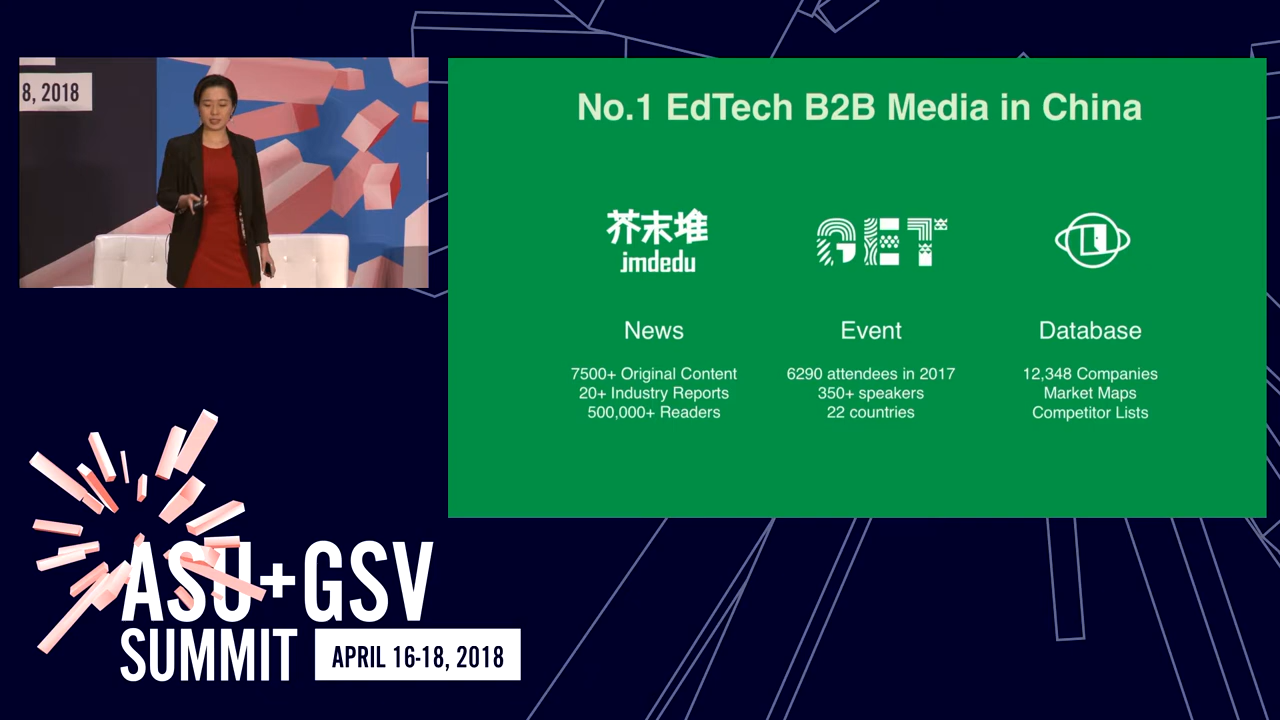 8, 2018
No.1 EdTech B2B Media in China
芥末堆
jmdedu
GET
News
Event
Database
7500+ Original Content
20+ Industry Reports
500,000+ Readers
6290 attendees in 2017
350+ speakers
22 countries
12,348 Companies
Market Maps
Competitor Lists
ASU+GSV
SUMMIT
APRIL 16-18, 2018